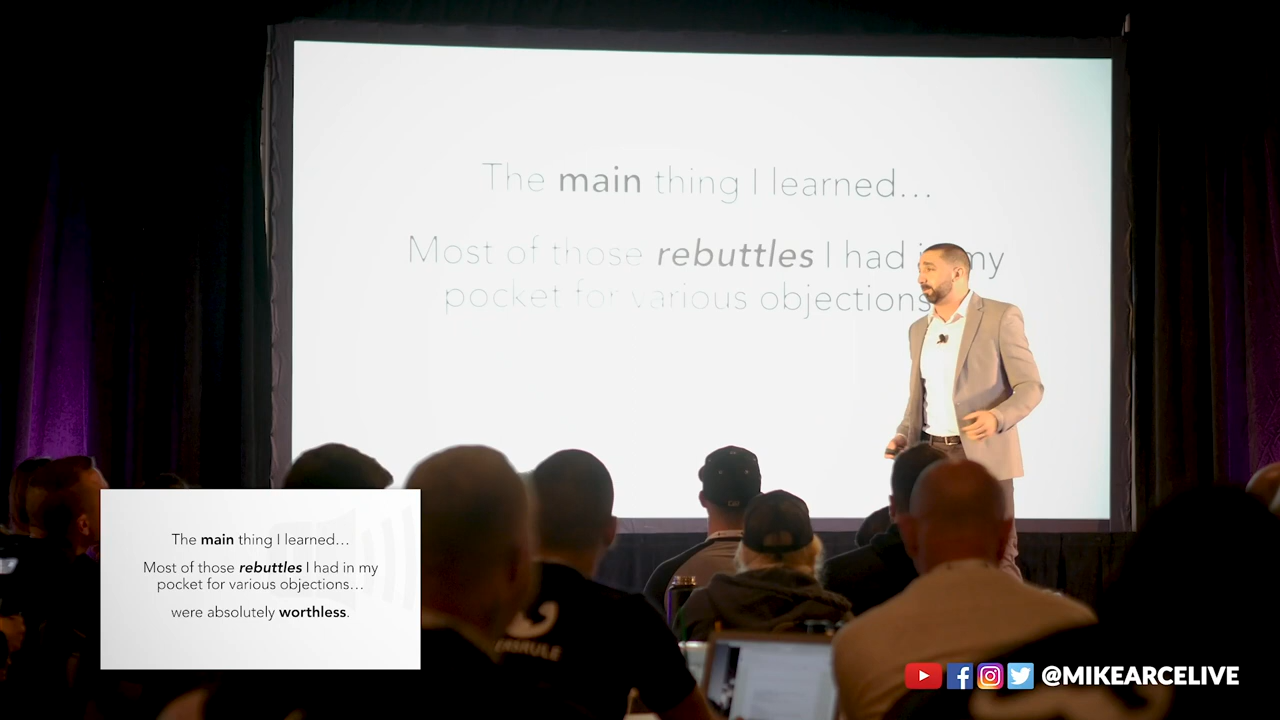 The main thing I learned…
Most of those rebuttles I had in my
pocket for various objections
The main thing I learned…
Most of those rebuttles I had in my
pocket for various objections…
were absolutely worthless.
@MIKEARCELIVE